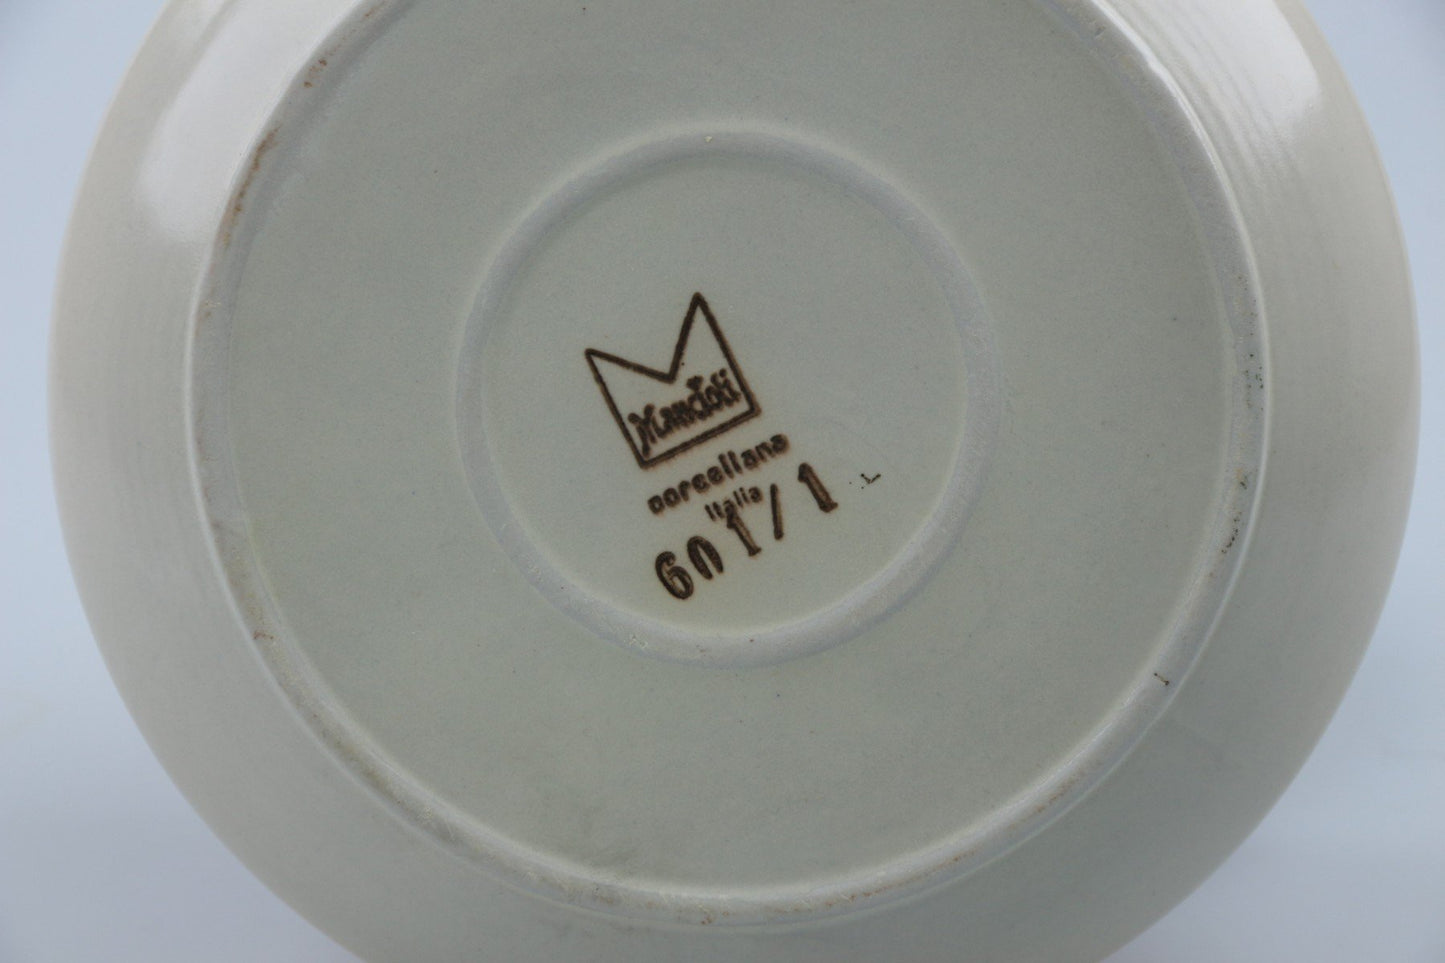 Mancioli
porcellana
italia
601/1